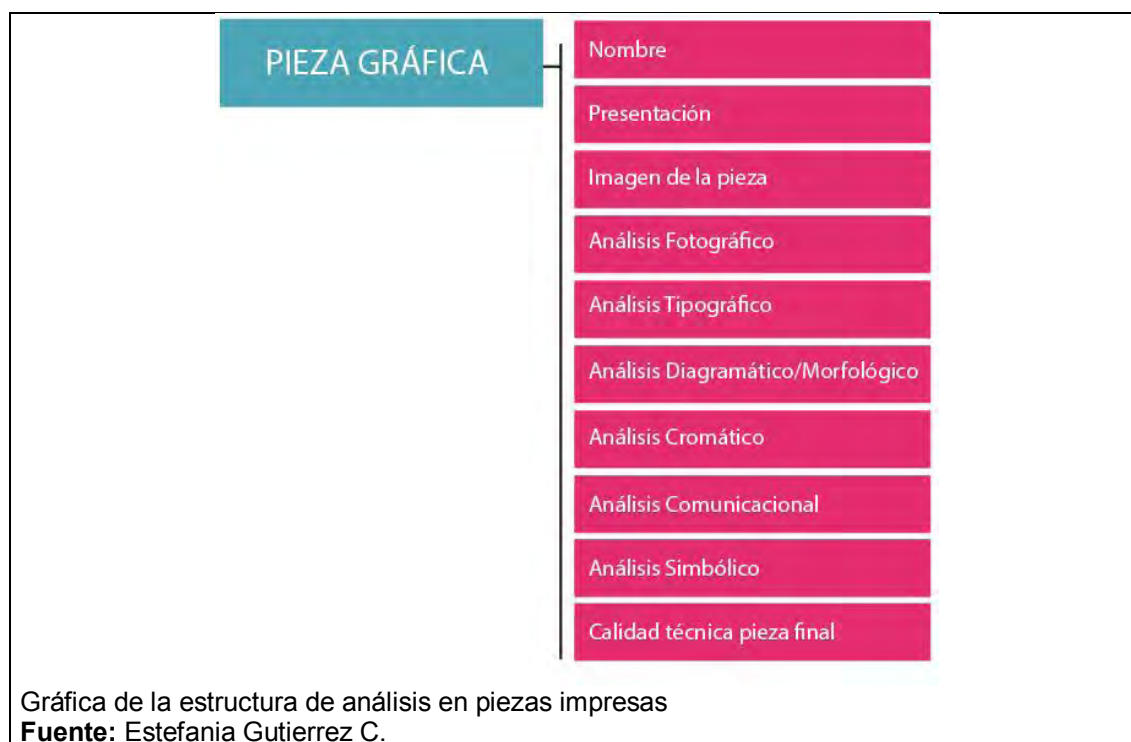 PIEZA GRÁFICA
Nombre
Presentación
Imagen de la pieza
Análisis Fotográfico
Análisis Tipográfico
Análisis Diagramático/Morfológico
Análisis Cromático
Análisis Comunicacional
Análisis Simbólico
Calidad técnica pieza final
Gráfica de la estructura de análisis en piezas impresas
Fuente: Estefania Gutierrez C.